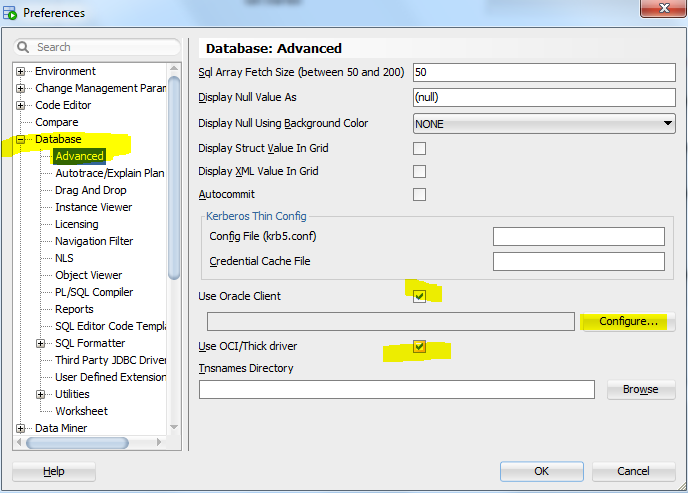 Preferences
Search
Environment
Change Management Param
Code Editor
Compare
Database
Advanced
Autotrace/Explain Plan
Drag And Drop
Instance Viewer
Licensing
Navigation Filter
NLS
Object Viewer
PL/SQL Compiler
Reports
SQL Editor Code Templa
SQL Formatter
Third Party JDBC Driver
User Defined Extension
Utilities
Worksheet
Data Miner
Database: Advanced
Sql Array Fetch Size (between 50 and 200) 50
Display Null Value As (null)
Display Null Using Background Color NONE
Display Struct Value In Grid
Display XML Value In Grid
Autocommit
Kerberos Thin Config
Config File (krb5.conf)
Credential Cache File
Use Oracle Client
Configure...
Use OCI/Thick driver
Tnsnames Directory
Browse
Help OK Cancel